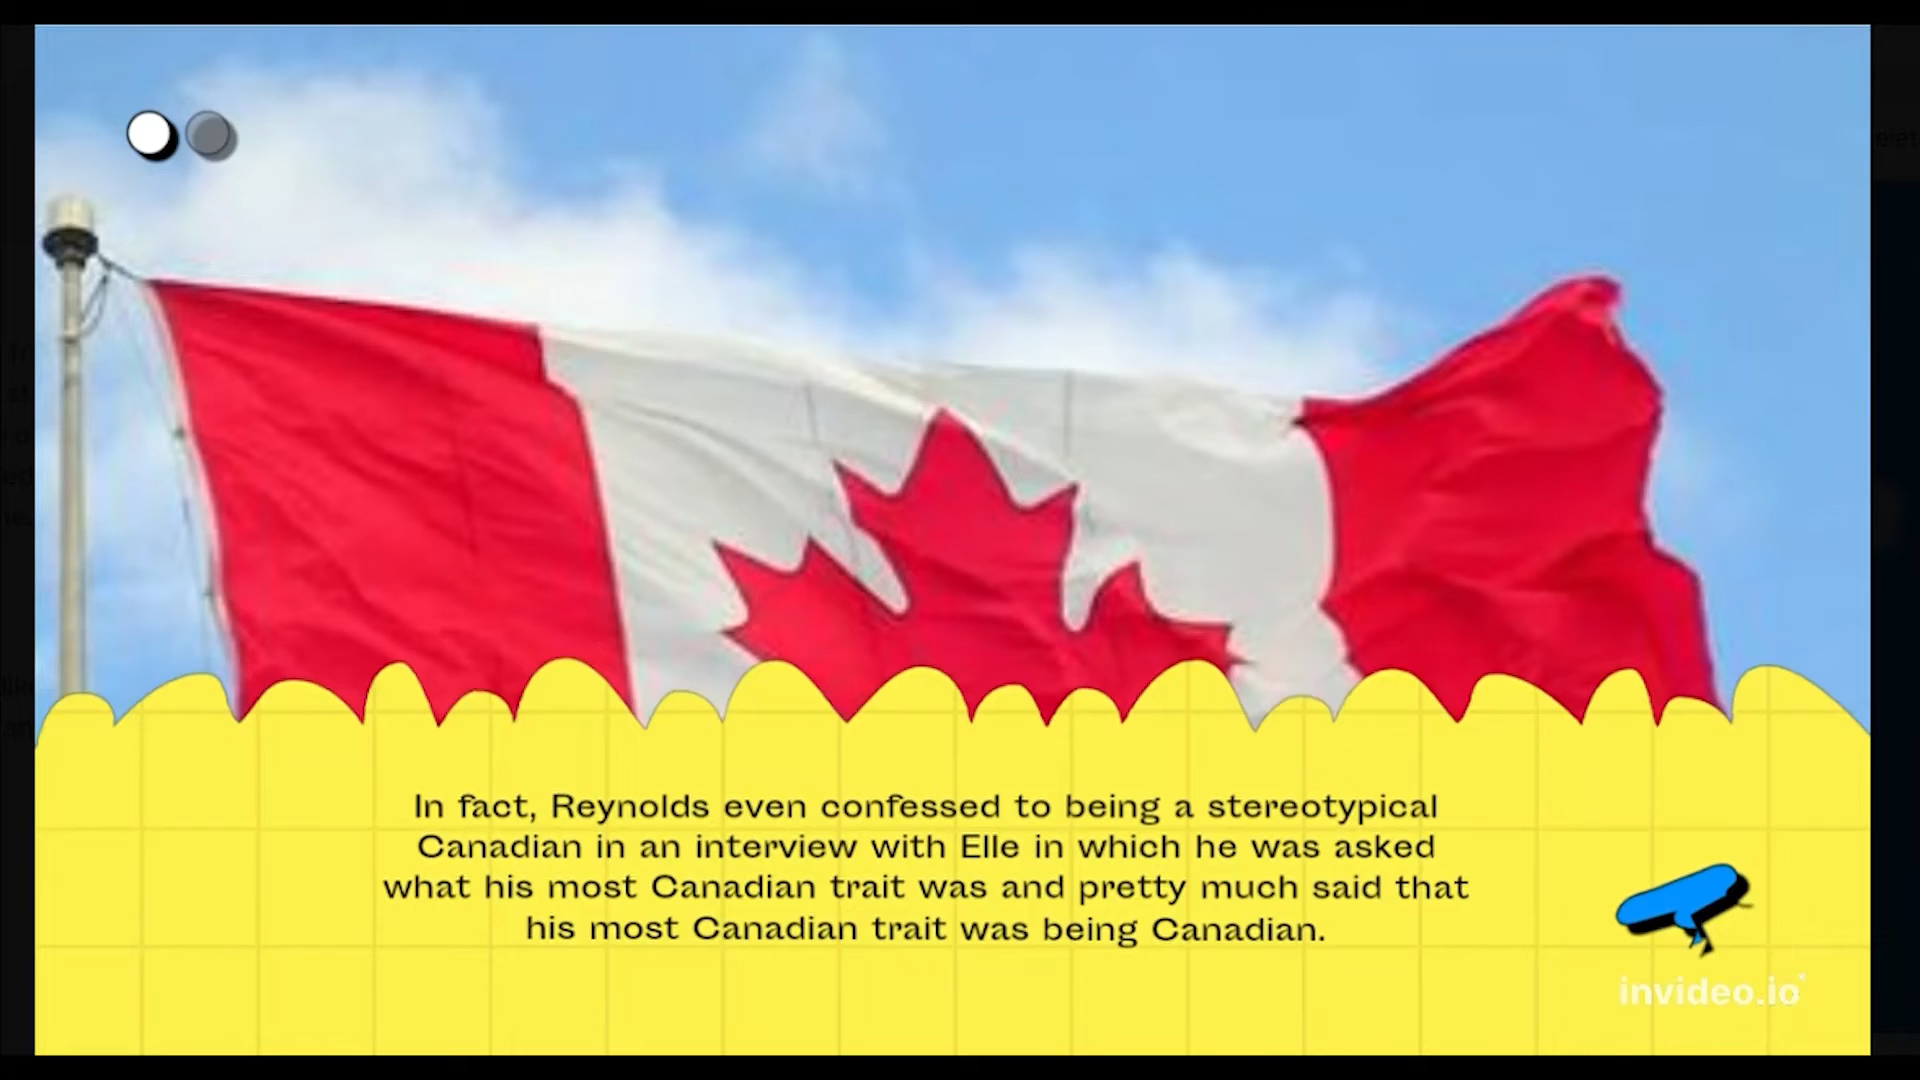 In fact, Reynolds even confessed to being a stereotypical
Canadian in an interview with Elle in which he was asked
what his most Canadian trait was and pretty much said that
his most Canadian trait was being Canadian.
invideo.io